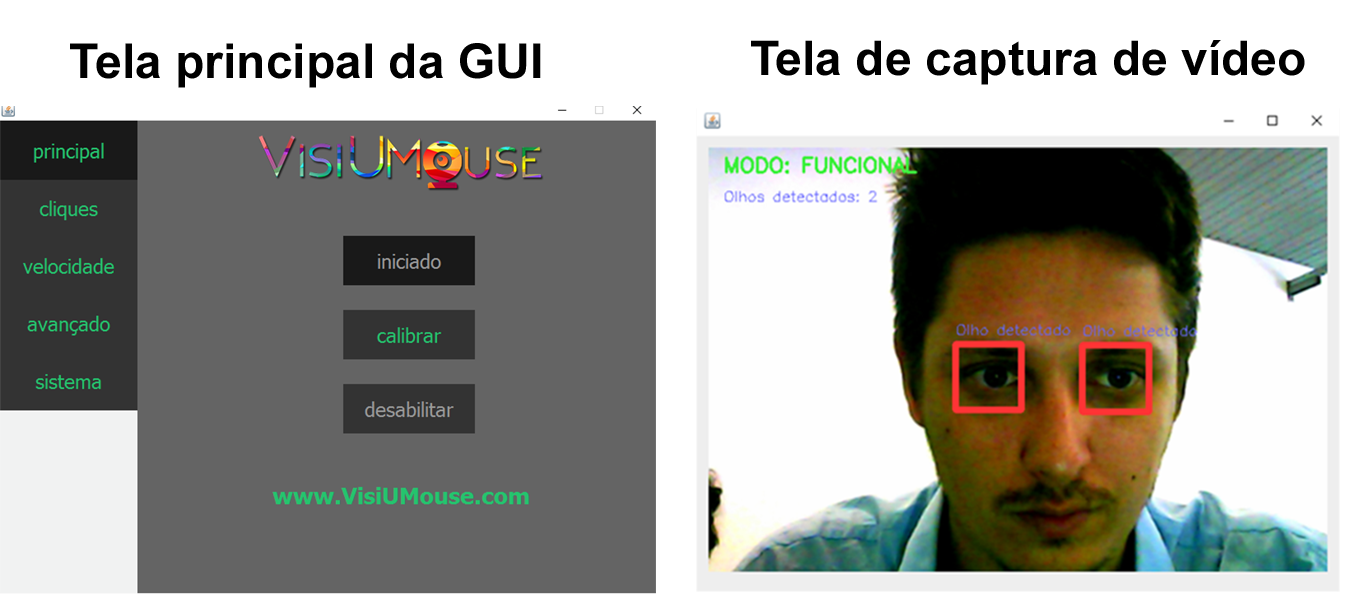 Tela principal da GUI
principal
cliques
velocidade
avançado
sistema
VISIUMOUSE
iniciado
calibrar
desabilitar
www.VisiUMouse.com
Tela de captura de vídeo
MODO: FUNCIONAL
Olhos detectados: 2
Olho detectado
Olho detectado